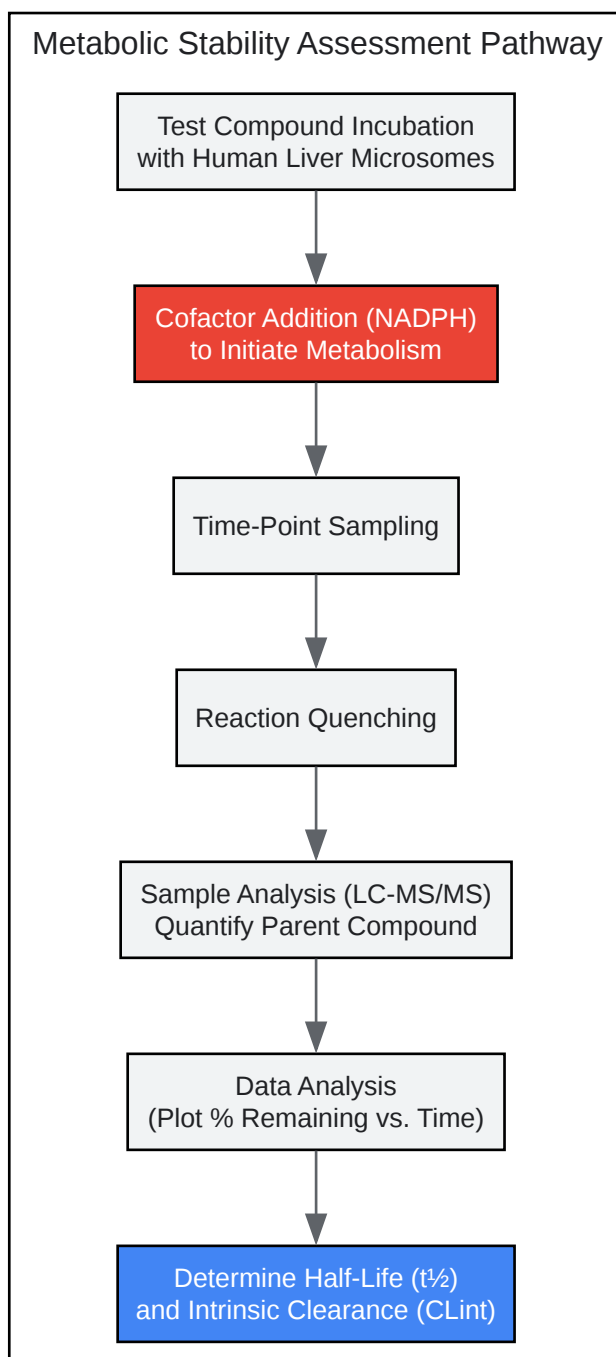 Metabolic Stability Assessment Pathway
Test Compound Incubation
with Human Liver Microsomes
Cofactor Addition (NADPH)
to Initiate Metabolism
Time-Point Sampling
Reaction Quenching
Sample Analysis (LC-MS/MS)
Quantify Parent Compound
Data Analysis
(Plot % Remaining vs. Time)
Determine Half-Life (t½)
and Intrinsic Clearance (CLint)